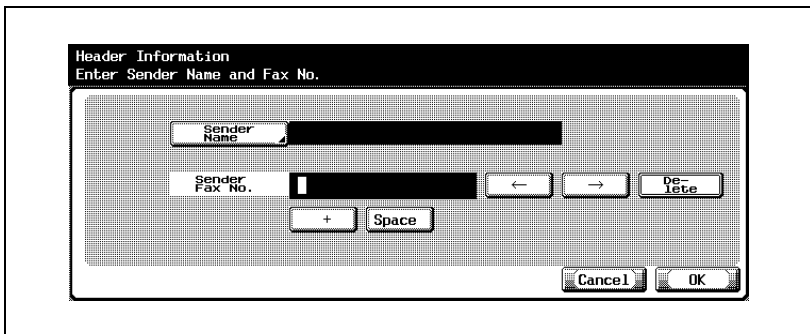 Header Information
Enter Sender Name and Fax No.
Sender
Name
Sender
Fax No.
← → De-
lete
+ Space
Cancel OK